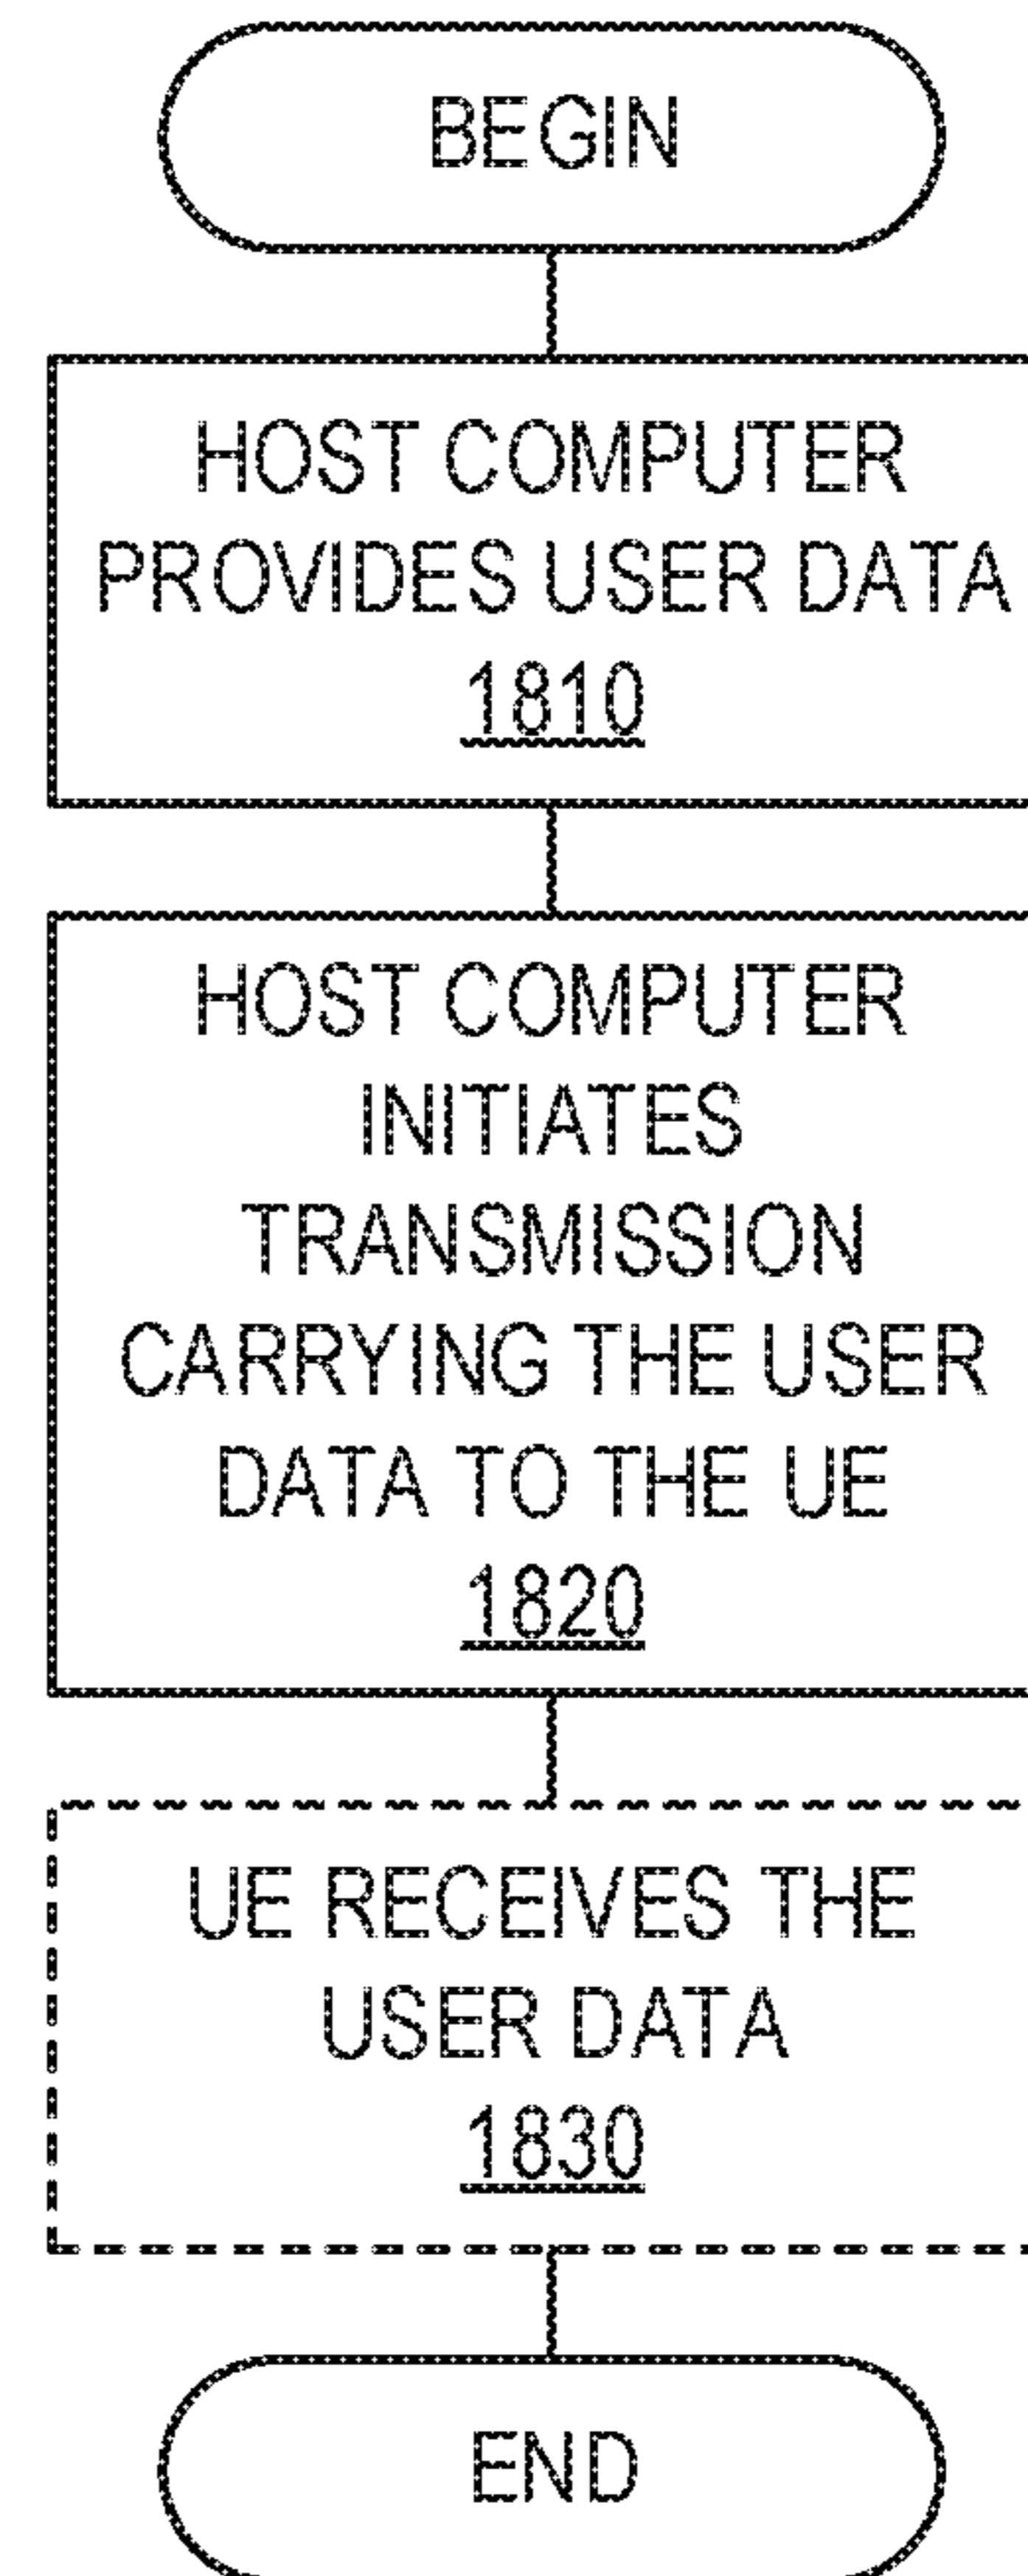 BEGIN
HOST COMPUTER
PROVIDES USER DATA
1810
HOST COMPUTER
INITIATES
TRANSMISSION
CARRYING THE USER
DATA TO THE UE
1820
UE RECEIVES THE
USER DATA
1830
END